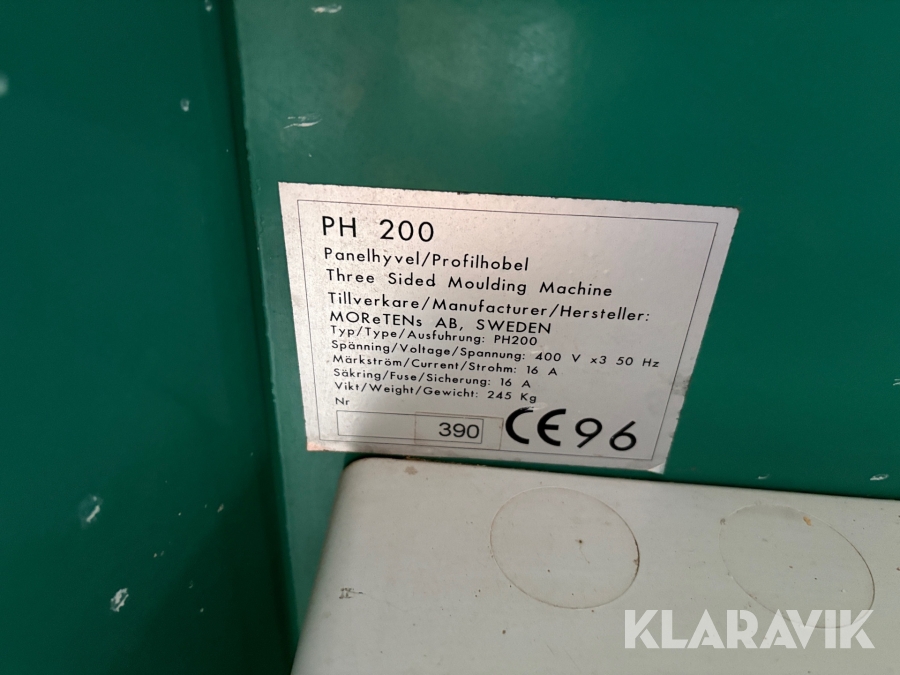 PH 200
Panelhyvel/Profilhobel
Three Sided Moulding Machine
Tillverkare/Manufacturer/Hersteller:
MOReTENs AB, SWEDEN
Typ/Type/Ausfuhrung: PH200
Spänning/Voltage/Spannung: 400 V x3 50 Hz
Märkström/Current/Strohm: 16 A
Säkring/Fuse/Sicherung: 16 A
Vikt/Weight/Gewicht: 245 Kg
Nr
390
CE96
KLARAVIK